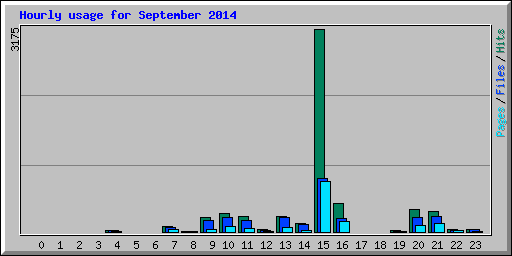 Hourly usage for September 2014
3175
Pages/Files/Hits
0 1 2 3 4 5 6 7 8 9 10 11 12 13 14 15 16 17 18 19 20 21 22 23